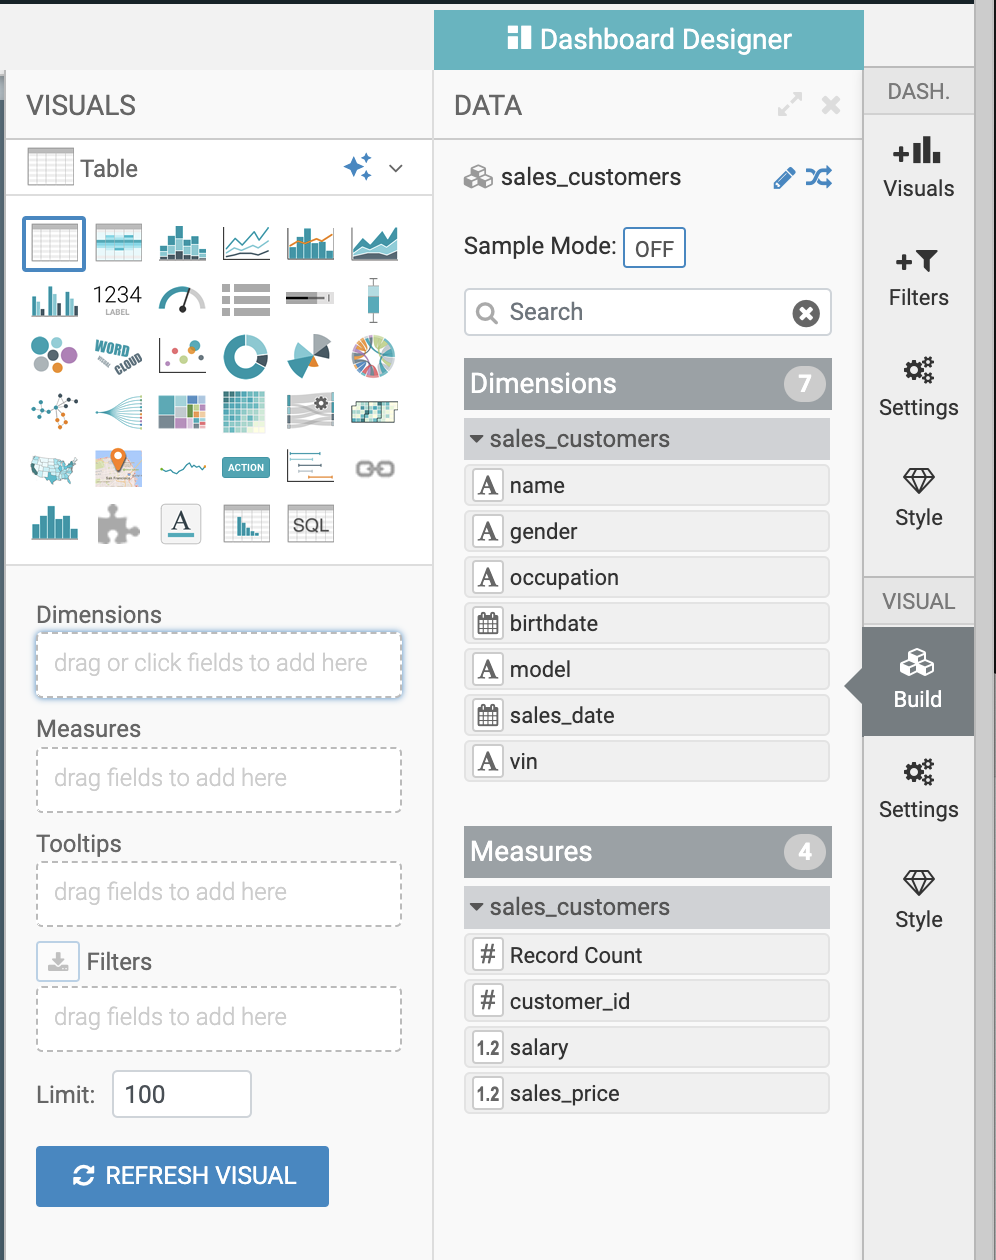 Dashboard Designer
VISUALS
Table
1234
LABEL
WORD
VISUAL
CLOUD
San Francisco
ACTION
A
SQL
Dimensions
drag or click fields to add here
Measures
drag fields to add here
Tooltips
drag fields to add here
Filters
drag fields to add here
Limit: 100
REFRESH VISUAL
DATA
sales_customers
Sample Mode: OFF
Search
Dimensions 7
sales_customers
A name
A gender
A occupation
birthdate
A model
sales_date
A vin
Measures 4
sales_customers
# Record Count
# customer_id
1.2 salary
1.2 sales_price
DASH.
Visuals
Filters
Settings
Style
VISUAL
Build
Settings
Style